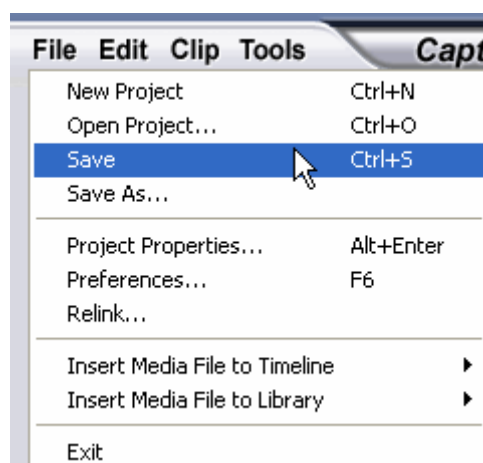 File Edit Clip Tools Capt
New Project Ctrl+N
Open Project... Ctrl+O
Save Ctrl+S
Save As...
Project Properties... Alt+Enter
Preferences... F6
Relink...
Insert Media File to Timeline
Insert Media File to Library
Exit